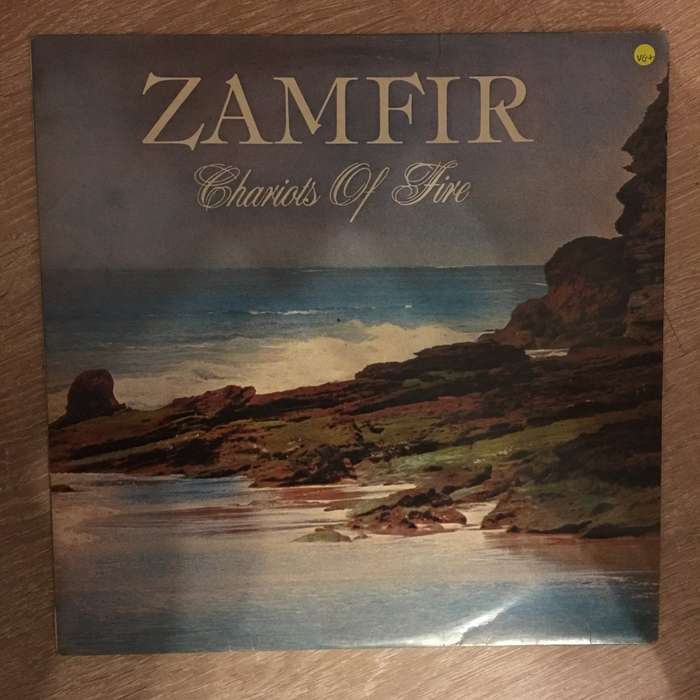 VG+
ZAMFIR
Chariots Of Fire